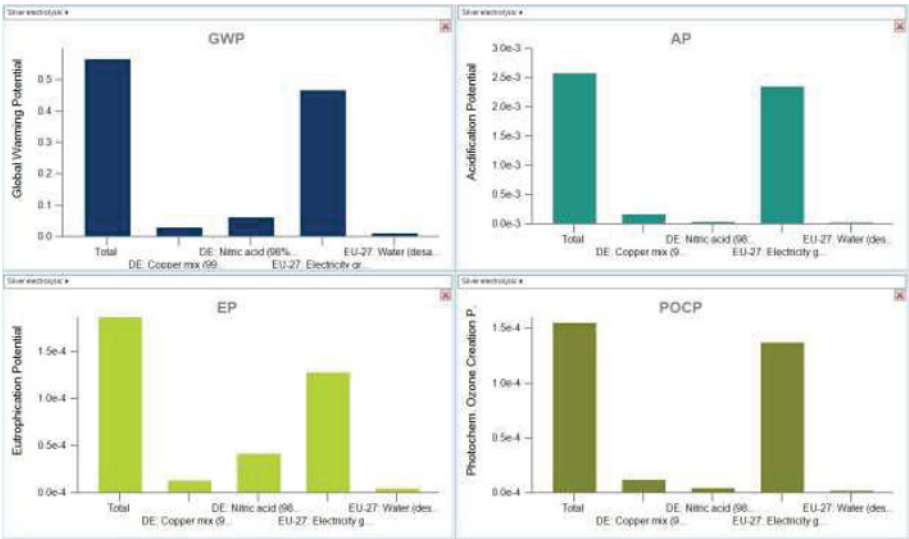 Silver electrolysis
GWP
Global Warming Potential
0.5
0.4
0.3
0.2
0.1
0.0
Total
DE: Nitric acid (98%...
EU-27: Water (desa...
DE: Copper mix (99...
EU-27: Electricity gr...
Silver electrolysis
AP
Acidification Potential
3.0e-3
2.5e-3
2.0e-3
1.5e-3
1.0e-3
0.5e-3
0.0e-3
Total
DE: Nitric acid (98...
EU-27: Water (desa...
DE: Copper mix (9...
EU-27: Electricity g...
Silver electrolysis
EP
Eutrophication Potential
1.5e-4
1.0e-4
0.5e-4
0.0e-4
Total
DE: Nitric acid (98...
EU-27: Water (des...
DE: Copper mix (9...
EU-27: Electricity g...
Silver electrolysis
POCP
Photochem. Ozone Creation P.
1.5e-4
1.0e-4
0.5e-4
0.0e-4
Total
DE: Nitric acid (98...
EU-27: Water (des...
DE: Copper mix (9...
EU-27: Electricity g...